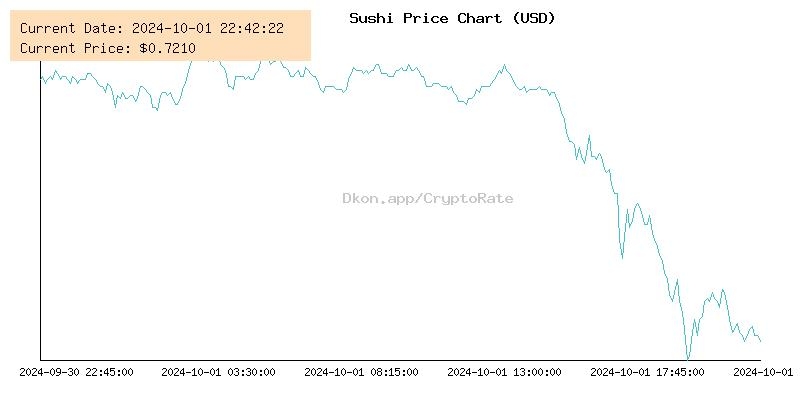 Sushi Price Chart (USD)
Current Date: 2024-10-01 22:42:22
Current Price: $0.7210
Dkon.app/CryptoRate
2024-09-30 22:45:00 2024-10-01 03:30:00 2024-10-01 08:15:00 2024-10-01 13:00:00 2024-10-01 17:45:00 2024-10-01